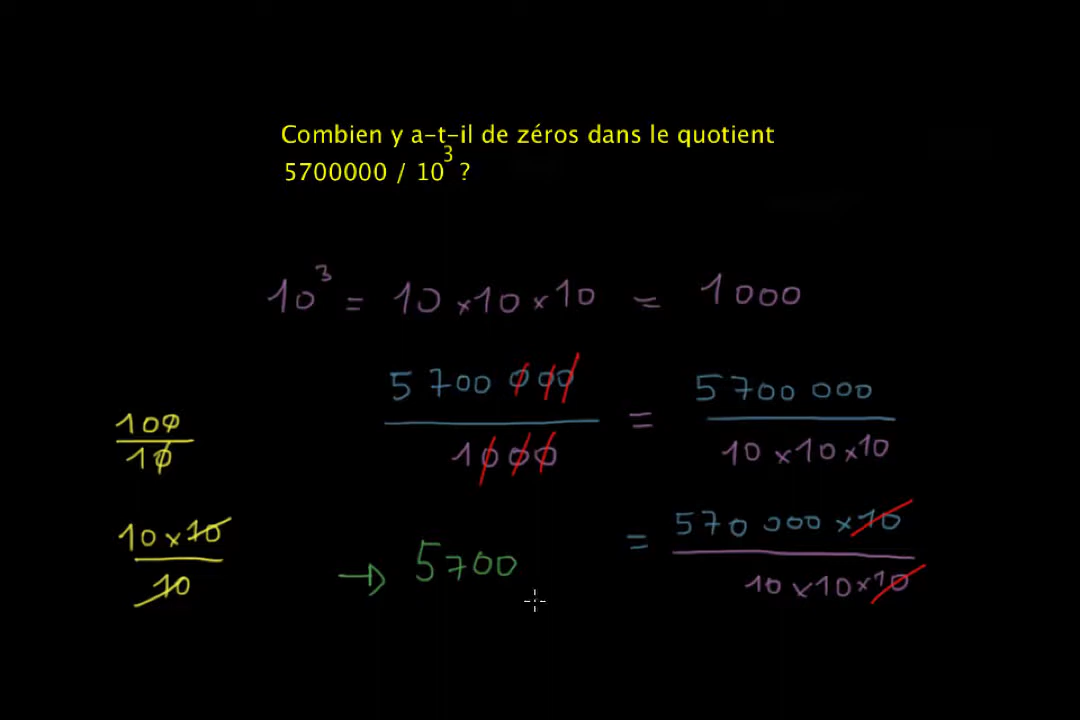 Combien y a-t-il de zéros dans le quotient
5700000 / 10³ ?
10³ = 10 × 10 × 10 = 1000
5 700 000 / 1000 = 5 700 000 / 10 × 10 × 10
100 / 10
10 × 10 / 10
→ 5700
= 570 000 × 10 / 10 × 10 × 10